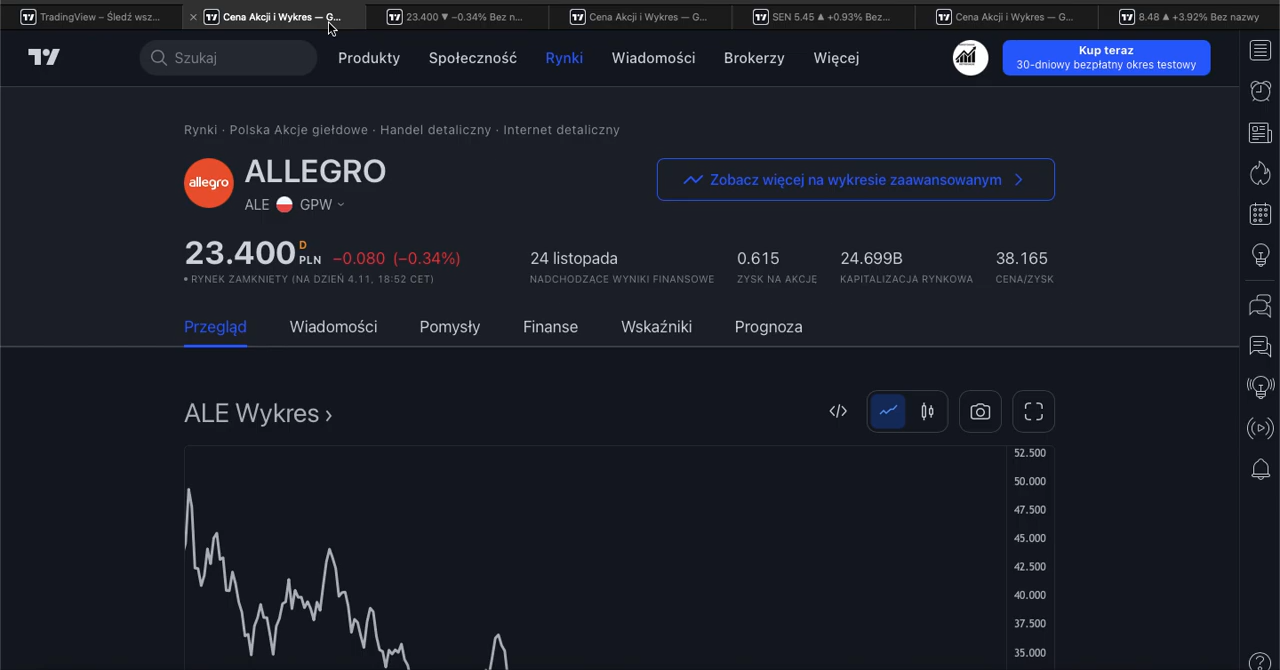 TradingView – Śledź wsz...
Cena Akcji i Wykres — G...
23.400 ▼ −0.34% Bez n...
Cena Akcji i Wykres — G...
SEN 5.45 ▲ +0.93% Bez...
Cena Akcji i Wykres — G...
8.48 ▲ +3.92% Bez nazwy
Szukaj
Produkty
Społeczność
Rynki
Wiadomości
Brokerzy
Więcej
Kup teraz
30-dniowy bezpłatny okres testowy
Rynki · Polska Akcje giełdowe · Handel detaliczny · Internet detaliczny
allegro
ALLEGRO
ALE GPW
Zobacz więcej na wykresie zaawansowanym
23.400 D PLN −0.080 (−0.34%)
RYNEK ZAMKNIĘTY (NA DZIEŃ 4.11, 18:52 CET)
24 listopada
NADCHODZĄCE WYNIKI FINANSOWE
0.615
ZYSK NA AKCJĘ
24.699B
KAPITALIZACJA RYNKOWA
38.165
CENA/ZYSK
Przegląd
Wiadomości
Pomysły
Finanse
Wskaźniki
Prognoza
ALE Wykres ›
52.500
50.000
47.500
45.000
42.500
40.000
37.500
35.000